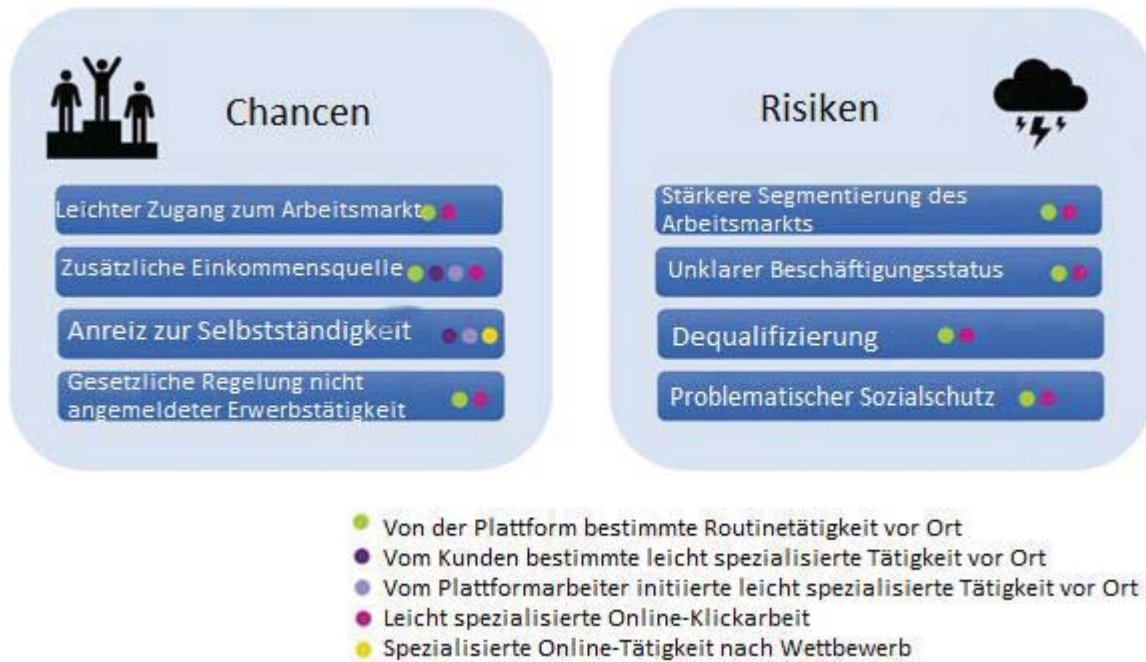 Chancen
Leichter Zugang zum Arbeitsmarkt
Zusätzliche Einkommensquelle
Anreiz zur Selbstständigkeit
Gesetzliche Regelung nicht
angemeldeter Erwerbstätigkeit
Risiken
Stärkere Segmentierung des
Arbeitsmarkts
Unklarer Beschäftigungsstatus
Dequalifizierung
Problematischer Sozialschutz
Von der Plattform bestimmte Routinetätigkeit vor Ort
Vom Kunden bestimmte leicht spezialisierte Tätigkeit vor Ort
Vom Plattformarbeiter initiierte leicht spezialisierte Tätigkeit vor Ort
Leicht spezialisierte Online-Klickarbeit
Spezialisierte Online-Tätigkeit nach Wettbewerb